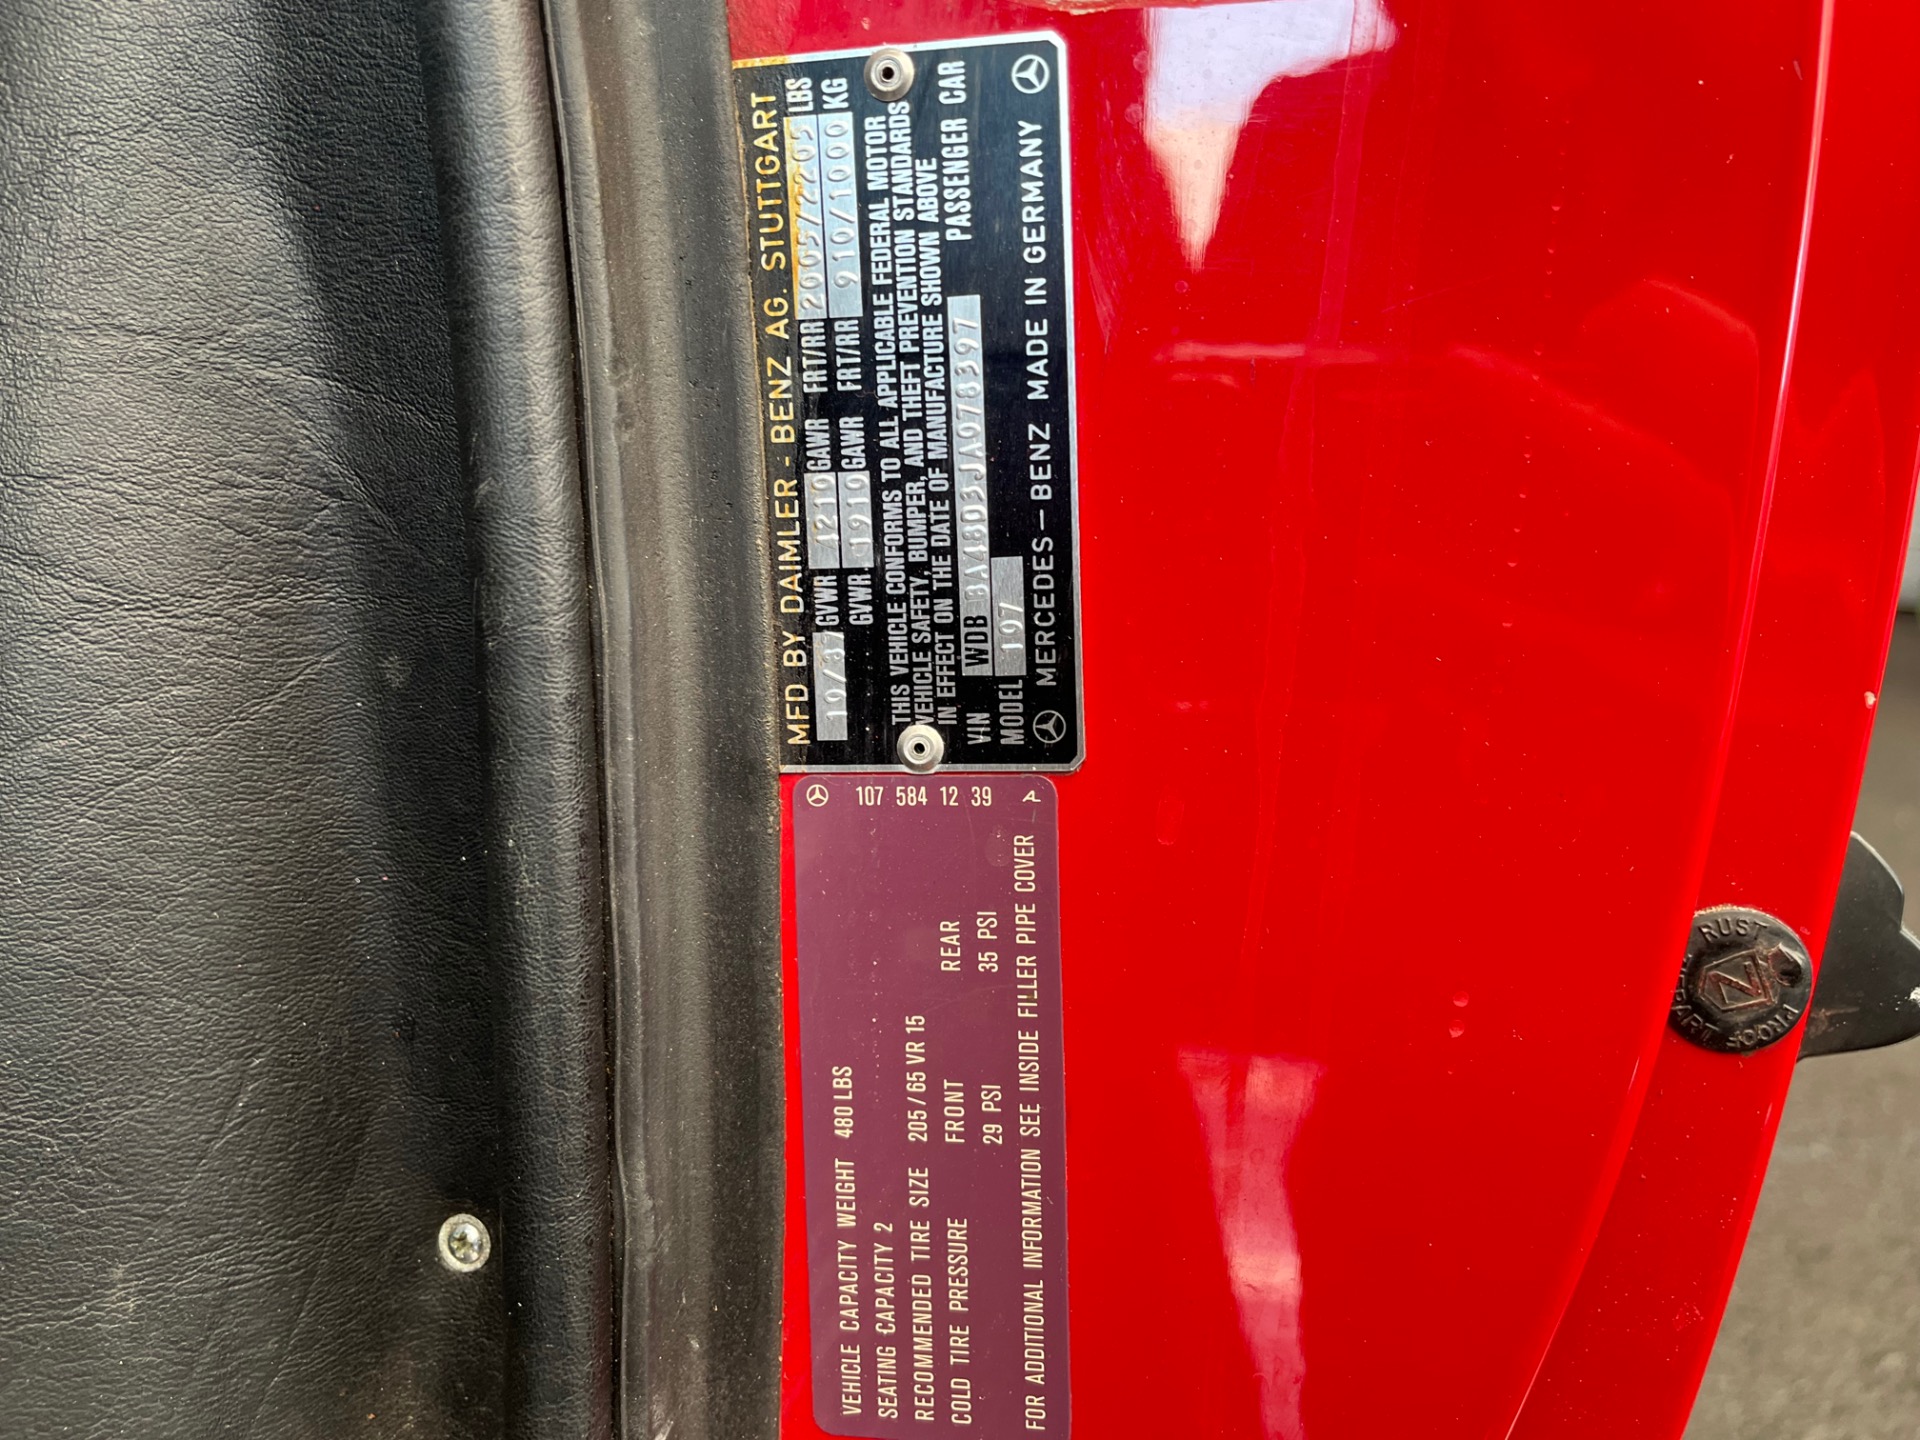 MFD BY DAIMLER-BENZ AG. STUTTGART
10/87 GVWR 4210 GAWR FRT/RR 2005/2205 LBS
GVWR. 1910 GAWR FRT/RR 910/1000 KG
THIS VEHICLE CONFORMS TO ALL APPLICABLE FEDERAL MOTOR
VEHICLE SAFETY, BUMPER, AND THEFT PREVENTION STANDARDS
IN EFFECT ON THE DATE OF MANUFACTURE SHOWN ABOVE
VIN WDB BA48D3JA078397 PASSENGER CAR
MODEL 107
MERCEDES-BENZ MADE IN GERMANY
107 584 12 39 A
VEHICLE CAPACITY WEIGHT 480 LBS
SEATING CAPACITY 2
RECOMMENDED TIRE SIZE 205/65 VR 15
COLD TIRE PRESSURE FRONT REAR
29 PSI 35 PSI
FOR ADDITIONAL INFORMATION SEE INSIDE FILLER PIPE COVER
RUST
PROOF